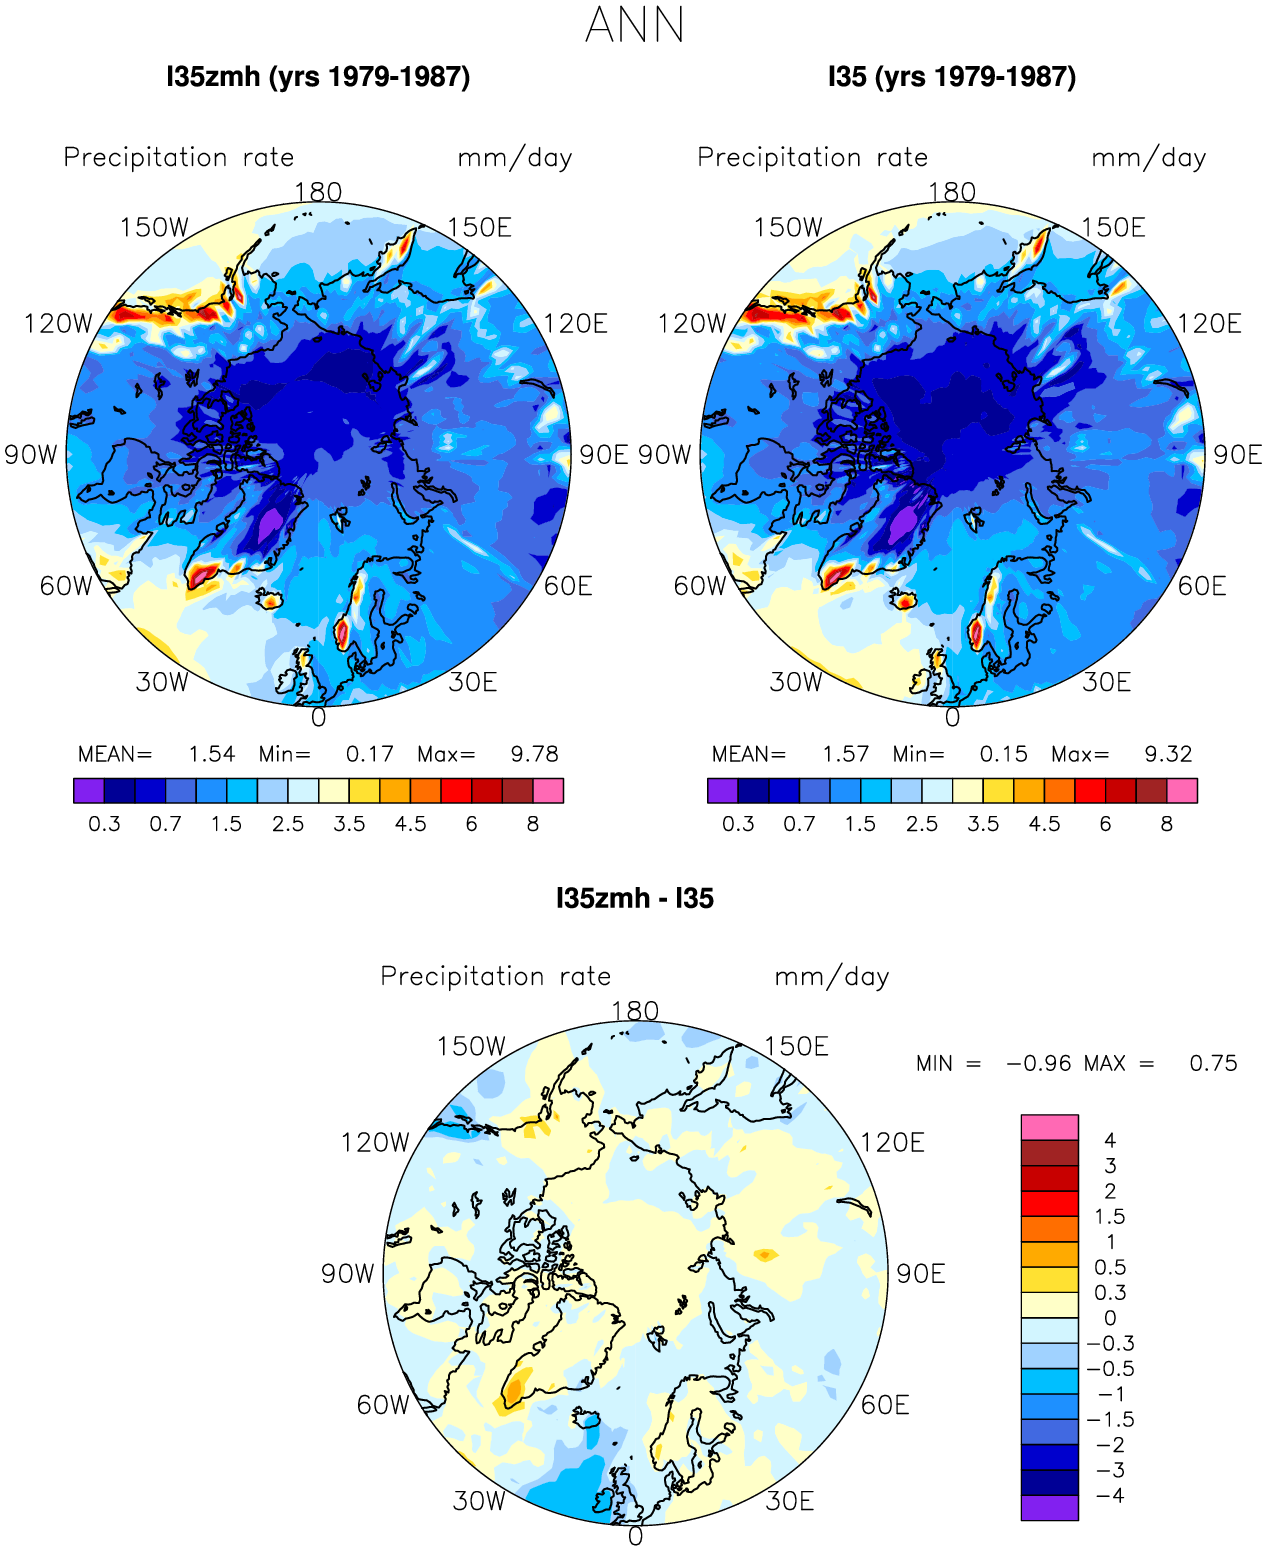 ANN
l35zmh (yrs 1979-1987)
l35 (yrs 1979-1987)
Precipitation rate mm/day
Precipitation rate mm/day
180
150W 150E
120W 120E
90W 90E
60W 60E
30W 30E
0
180
150W 150E
120W 120E
90W 90E
60W 60E
30W 30E
0
MEAN= 1.54 Min= 0.17 Max= 9.78
0.3 0.7 1.5 2.5 3.5 4.5 6 8
MEAN= 1.57 Min= 0.15 Max= 9.32
0.3 0.7 1.5 2.5 3.5 4.5 6 8
l35zmh - l35
Precipitation rate mm/day
180
150W 150E
120W 120E
90W 90E
60W 60E
30W 30E
0
MIN = -0.96 MAX = 0.75
4
3
2
1.5
1
0.5
0.3
0
-0.3
-0.5
-1
-1.5
-2
-3
-4